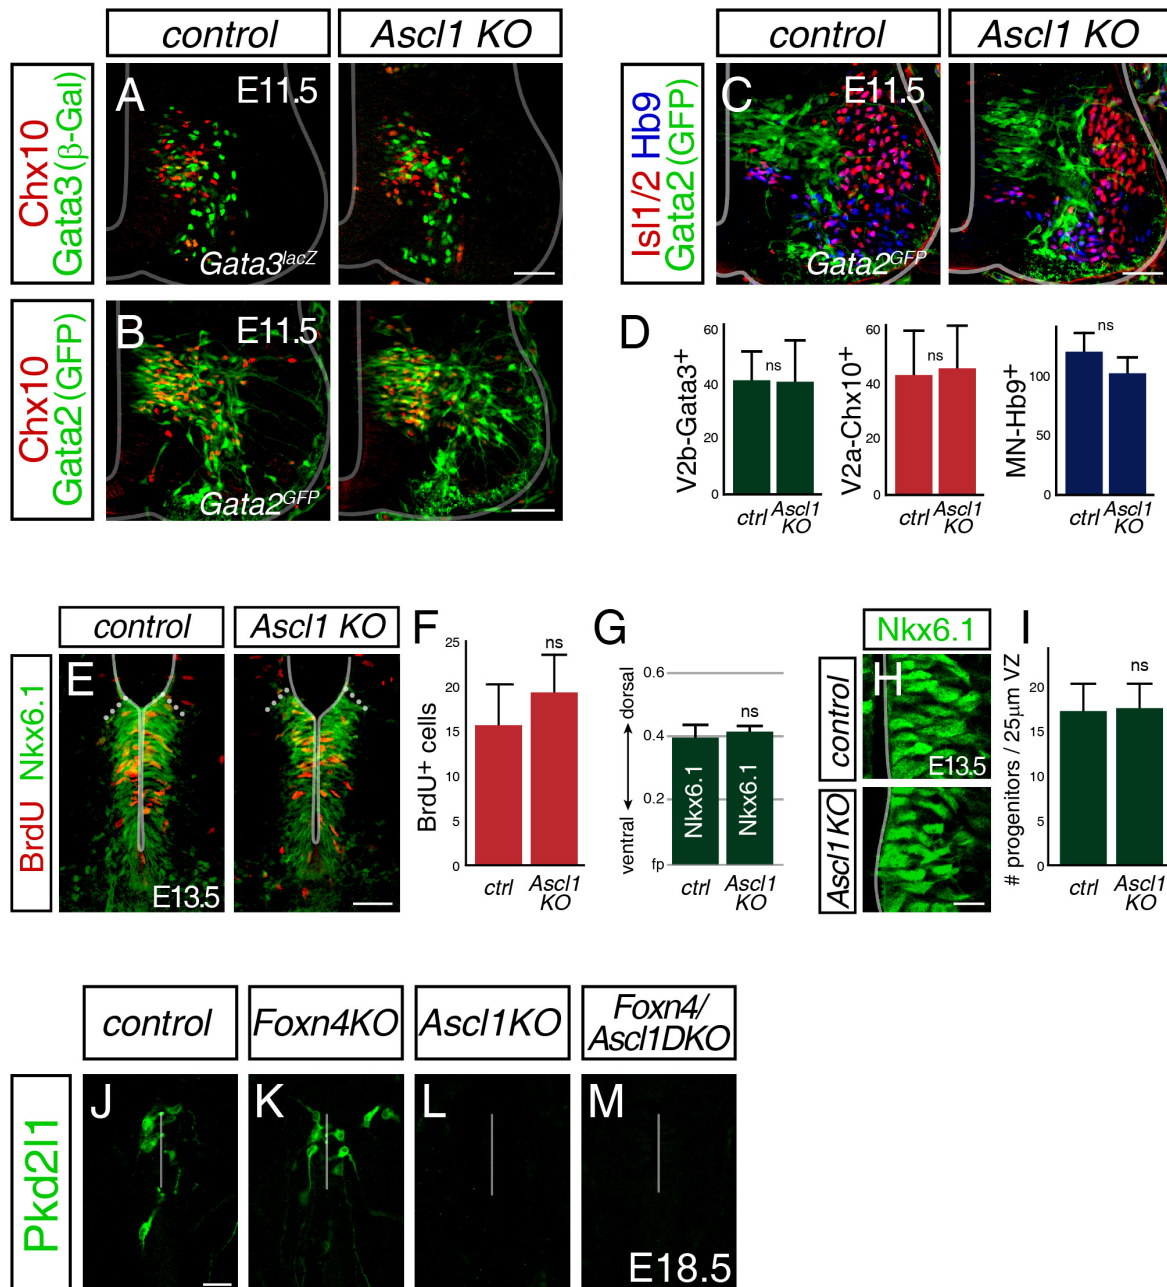 control
Ascl1 KO
Chx10
Gata3 (β-Gal)
A
E11.5
Gata3lacZ
Chx10
Gata2 (GFP)
B
E11.5
Gata2GFP
control
Ascl1 KO
Isl1/2 Hb9
Gata2 (GFP)
C
E11.5
Gata2GFP
D
V2b-Gata3+
60
40
20
0
ns
ctrl
Ascl1
KO
V2a-Chx10+
60
40
20
0
ns
ctrl
Ascl1
KO
MN-Hb9+
100
50
0
ns
ctrl
Ascl1
KO
control
Ascl1 KO
BrdU Nkx6.1
E
E13.5
F
BrdU+ cells
25
20
15
10
5
0
ns
ctrl
Ascl1
KO
G
ventral
dorsal
0.6
0.4
0.2
fp
ns
Nkx6.1
Nkx6.1
ctrl
Ascl1
KO
Nkx6.1
control
H
E13.5
Ascl1 KO
I
# progenitors / 25μm VZ
20
15
10
5
0
ns
ctrl
Ascl1
KO
control
Foxn4KO
Ascl1KO
Foxn4/
Ascl1DKO
Pkd2l1
J
K
L
M
E18.5